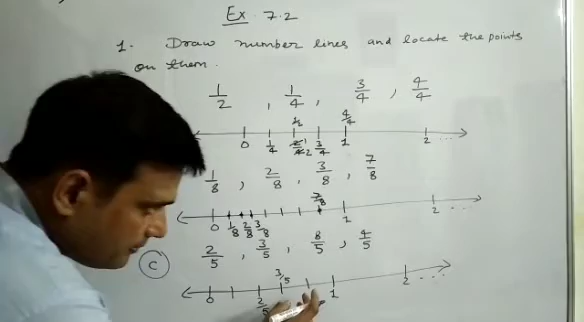 Ex 7.2
1. Draw number lines and locate the points
on them.
1/2 , 1/4 , 3/4 , 4/4
4/4
0 1/4 3/4 1 2 ...
1/8 , 2/8 , 3/8 , 7/8
7/8
0 1/8 2/8 3/8 1 2 ...
C 2/5 , 3/5 , 8/5 , 4/5
3/5
0 2/5 1 2 ...